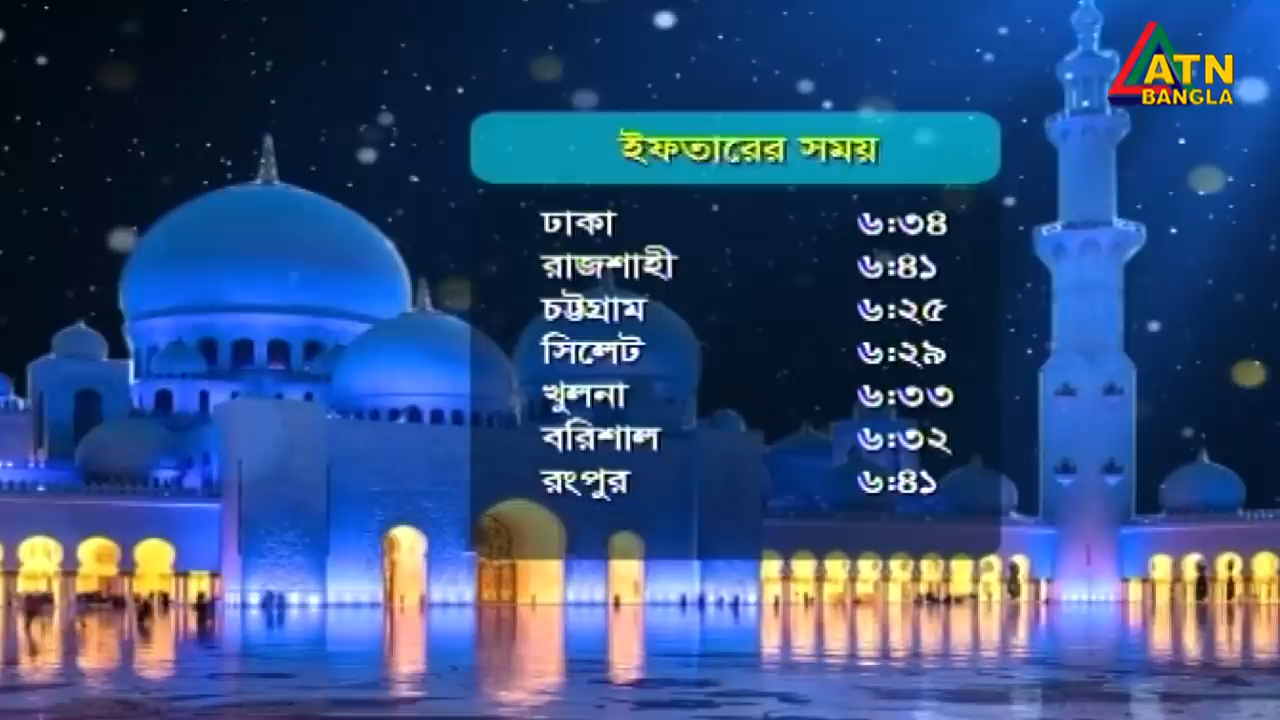 ATN
BANGLA
ইফতারের সময়
ঢাকা ৬:৩৪
রাজশাহী ৬:৪১
চট্টগ্রাম ৬:২৫
সিলেট ৬:২৯
খুলনা ৬:৩৩
বরিশাল ৬:৩২
রংপুর ৬:৪১